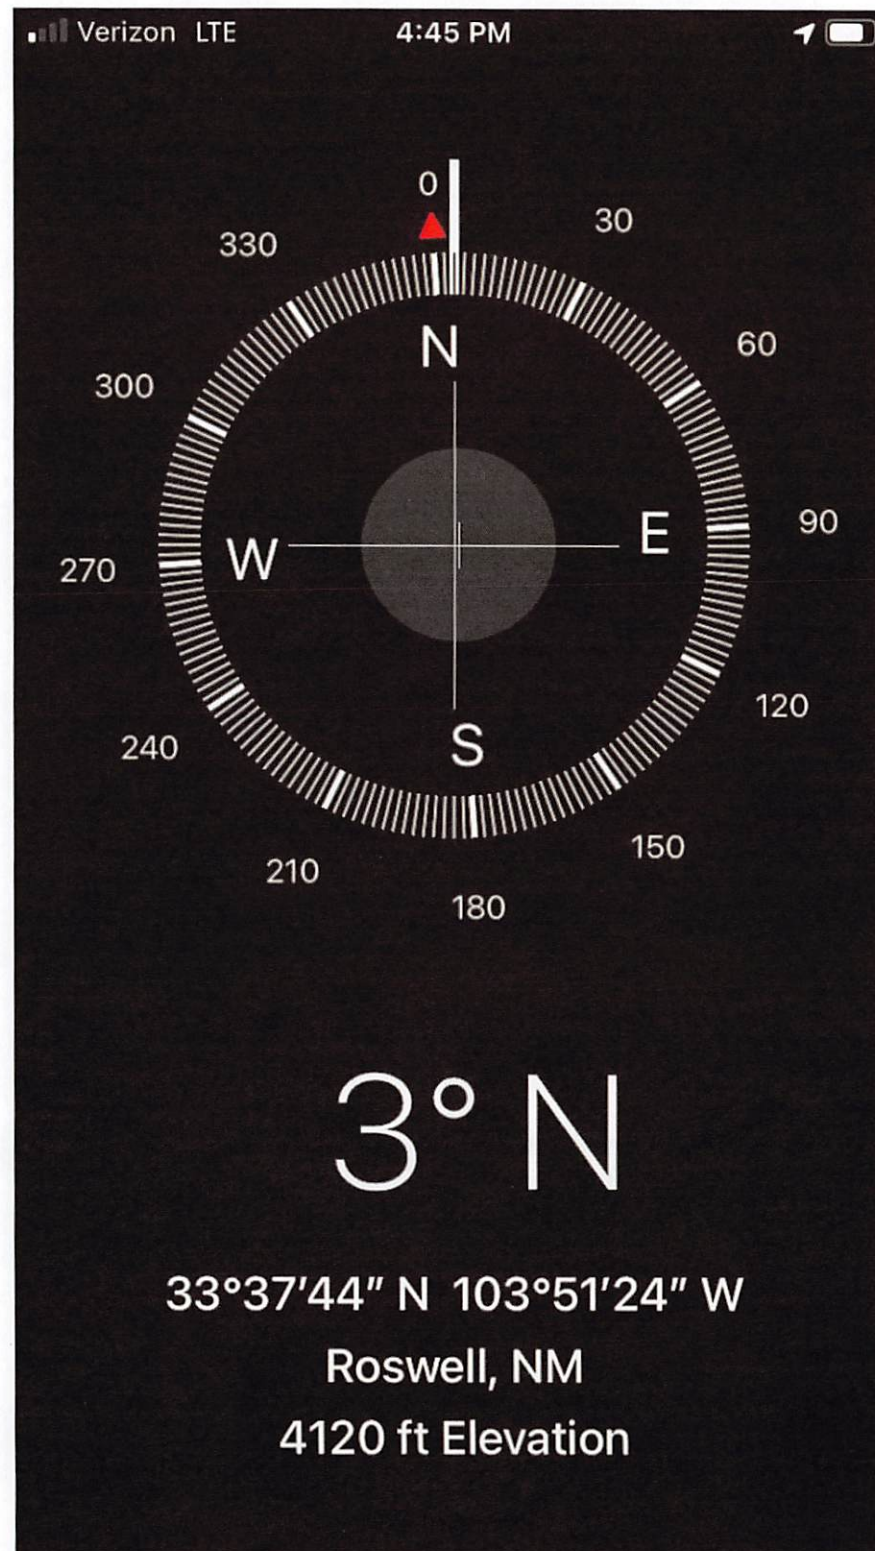 Verizon LTE 4:45 PM
0
30
330
60
300
N
90
E
W
270
120
240
S
150
210
180
3° N
33°37′44″ N 103°51′24″ W
Roswell, NM
4120 ft Elevation